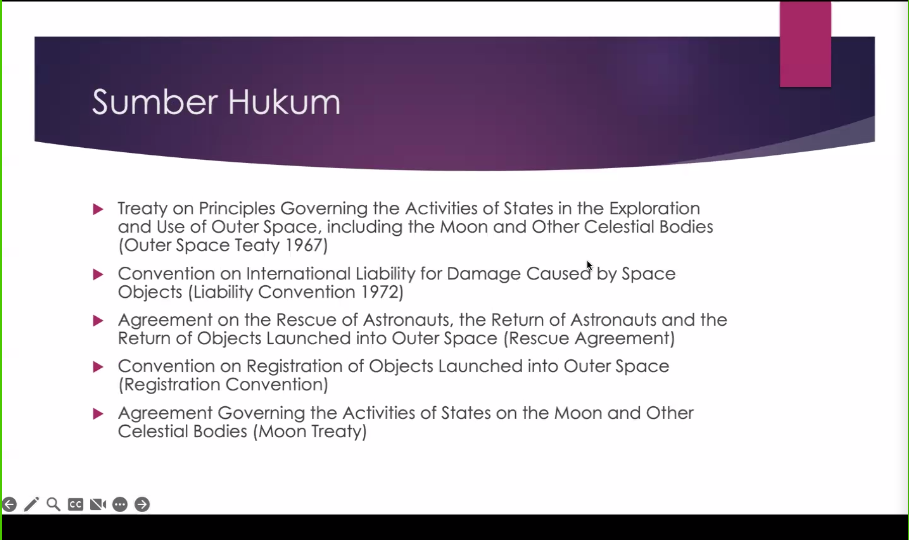 Sumber Hukum
Treaty on Principles Governing the Activities of States in the Exploration
and Use of Outer Space, including the Moon and Other Celestial Bodies
(Outer Space Teaty 1967)
Convention on International Liability for Damage Caused by Space
Objects (Liability Convention 1972)
Agreement on the Rescue of Astronauts, the Return of Astronauts and the
Return of Objects Launched into Outer Space (Rescue Agreement)
Convention on Registration of Objects Launched into Outer Space
(Registration Convention)
Agreement Governing the Activities of States on the Moon and Other
Celestial Bodies (Moon Treaty)
CC